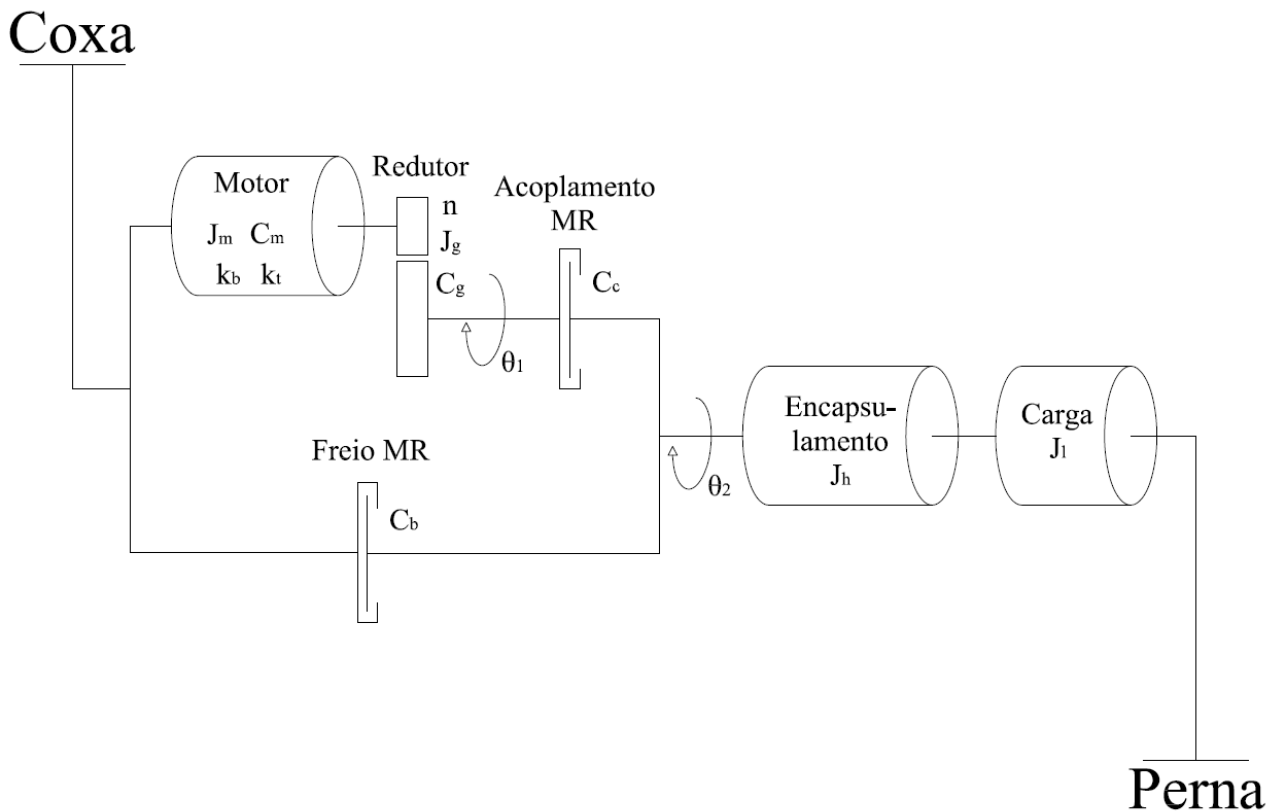 Coxa
Motor
Jm Cm
kb kt
Redutor
n
Jg
Cg
θ1
Acoplamento
MR
Cc
Freio MR
Cb
θ2
Encapsu-
lamento
Jh
Carga
Jl
Perna